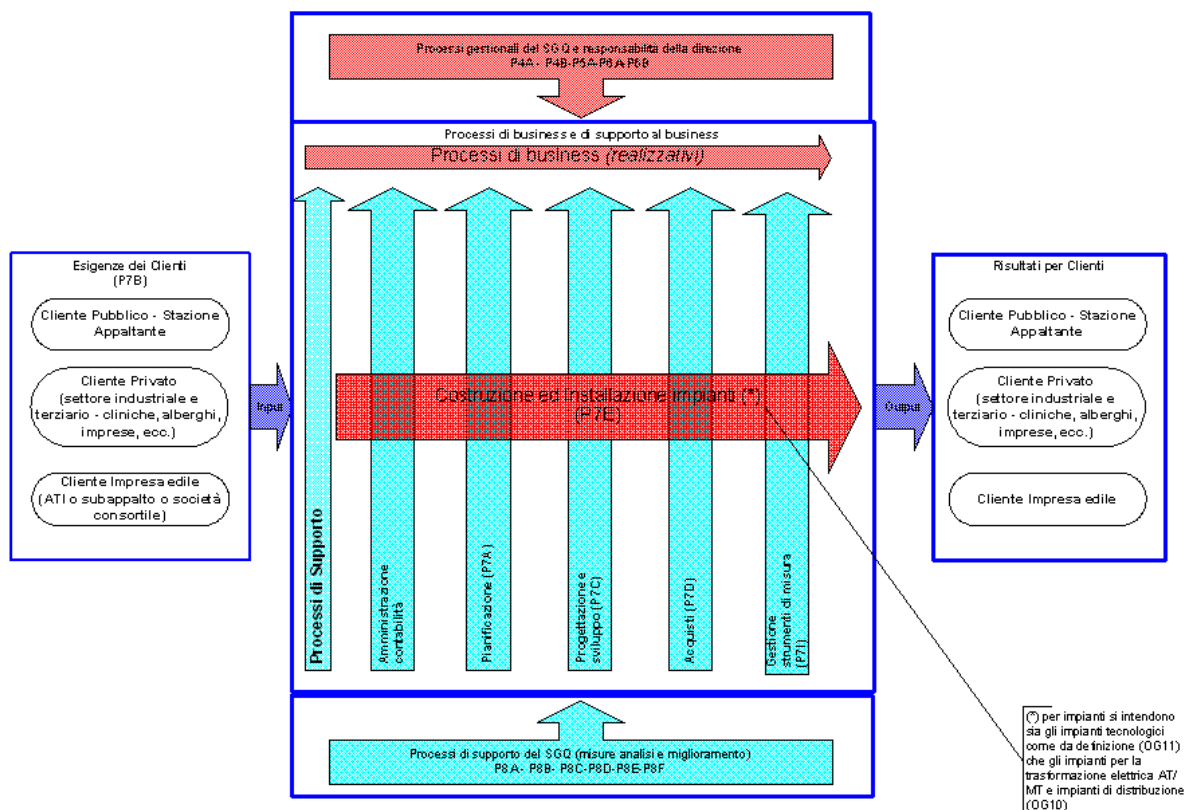 Processi gestionali del SGQ e responsabilità della direzione
P4A - P4B-P5A-P6A-P6B
Processi di business e di supporto al business
Processi di business (realizzativi)
Esigenze dei Clienti
(P7B)
Cliente Pubblico - Stazione
Appaltante
Cliente Privato
(settore industriale e
terziario - cliniche, alberghi,
imprese, ecc.)
Cliente Impresa edile
(ATI o subappalto o società
consortile)
Input
Costruzione ed Installazione impianti (*)
(P7E)
Processi di Supporto
Amministrazione
contabilità
Pianificazione (P7A)
Progettazione e
sviluppo (P7C)
Acquisti (P7D)
Gestione
strumenti di misura
(P7I)
Output
Risultati per Clienti
Cliente Pubblico - Stazione
Appaltante
Cliente Privato
(settore industriale e
terziario - cliniche, alberghi,
imprese, ecc.)
Cliente Impresa edile
Processi di supporto del SGQ (misure analisi e miglioramento)
P8A - P8B- P8C-P8D-P8E-P8F
(*) per impianti si intendono
sia gli impianti tecnologici
come da definizione (OG11)
che gli impianti per la
trasformazione elettrica AT/
MT e impianti di distribuzione
(OG10)